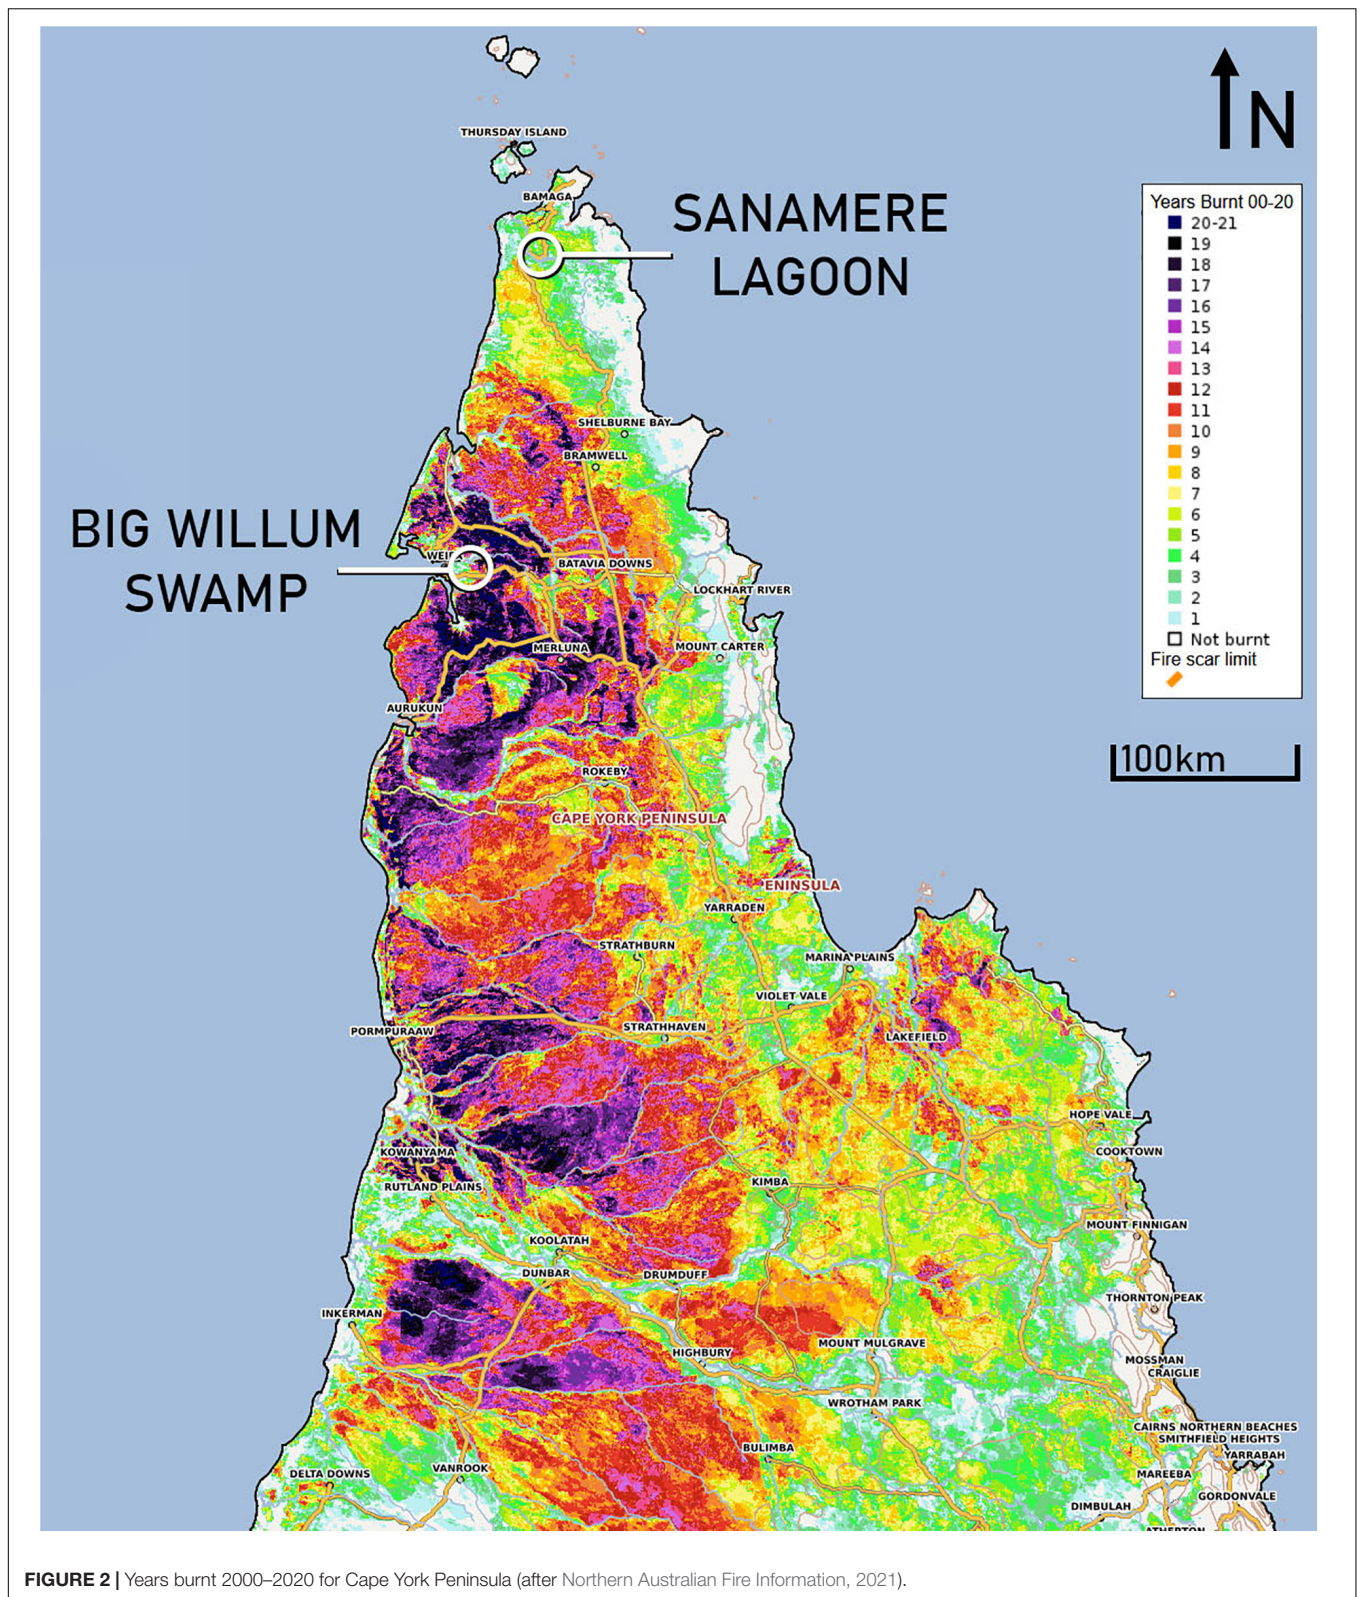 THURSDAY ISLAND
BAMAGA
SANAMERE
LAGOON
N
Years Burnt 00-20
20-21
19
18
17
16
15
14
13
12
11
10
9
8
7
6
5
4
3
2
1
Not burnt
Fire scar limit
100km
SHELBURNE BAY
BRAMWELL
BIG WILLUM
SWAMP
BATAVIA DOWNS
LOCKHART RIVER
MERLUNA
MOUNT CARTER
AURUKUN
ROKEBY
CAPE YORK PENINSULA
ENINSULA
YARRADEN
STRATHBURN
MARINA PLAINS
VIOLET VALE
PORMPURAAW
STRATHHAVEN
LAKEFIELD
HOPE VALE
COOKTOWN
KOWANYAMA
RUTLAND PLAINS
KIMBA
MOUNT FINNIGAN
KOOLATAH
DUNBAR
DRUMDUFF
THORNTON PEAK
INKERMAN
MOUNT MULGRAVE
HIGHBURY
MOSSMAN
CRAIGLIE
WROTHAM PARK
CAIRNS NORTHERN BEACHES
SMITHFIELD HEIGHTS
BULIMBA
YARRABAH
DELTA DOWNS
VANROOK
MAREEBA
GORDONVALE
DIMBULAH
FIGURE 2 | Years burnt 2000–2020 for Cape York Peninsula (after Northern Australian Fire Information, 2021).